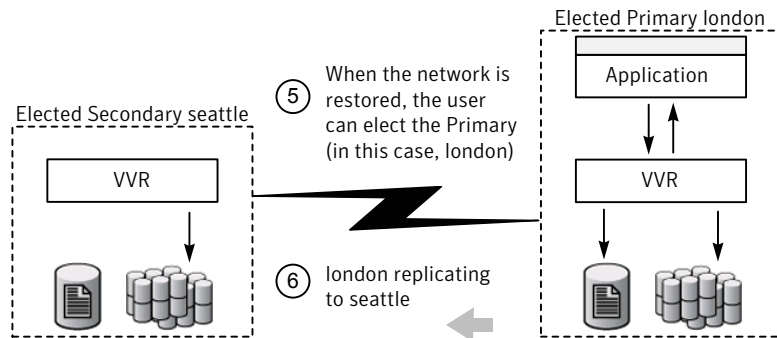 Elected Primary london
Application
5
When the network is
restored, the user
can elect the Primary
(in this case, london)
Elected Secondary seattle
VVR
VVR
6
london replicating
to seattle